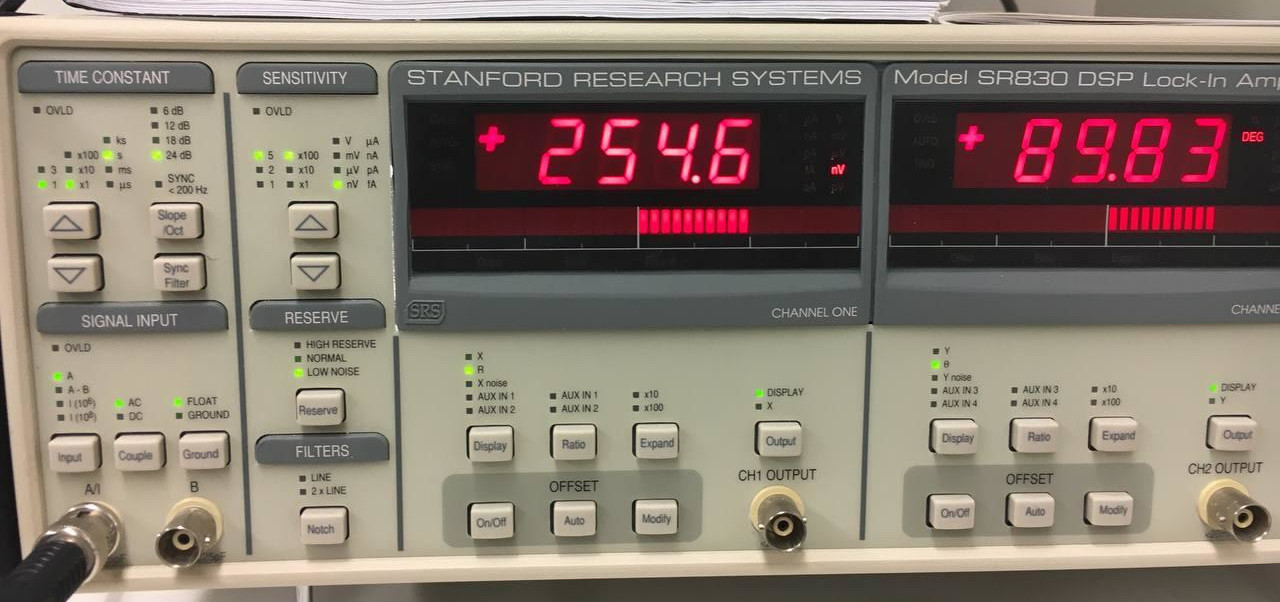 TIME CONSTANT
OVLD
6 dB
12 dB
18 dB
24 dB
ks
x100 s
3 x10 ms
1 x1 µs
SYNC
< 200 Hz
Slope
/Oct
Sync
Filter
SENSITIVITY
OVLD
V µA
5 x100 mV nA
2 x10 µV pA
1 x1 nV fA
STANFORD RESEARCH SYSTEMS
+ 254.6
nV
SRS
CHANNEL ONE
Model SR830 DSP Lock-In Am
+ 89.83
DEG
CHANNE
SIGNAL INPUT
OVLD
A
A - B
I (10⁶)
I (10⁸)
AC
DC
FLOAT
GROUND
Input
Couple
Ground
A/I
B
RESERVE
HIGH RESERVE
NORMAL
LOW NOISE
Reserve
FILTERS
LINE
2 x LINE
Notch
X
R
X noise
AUX IN 1
AUX IN 2
AUX IN 1
AUX IN 2
x10
x100
DISPLAY
X
Display
Ratio
Expand
Output
OFFSET
CH1 OUTPUT
On/Off
Auto
Modify
Y
θ
Y noise
AUX IN 3
AUX IN 4
AUX IN 3
AUX IN 4
x10
x100
DISPLAY
Y
Display
Ratio
Expand
Output
OFFSET
CH2 OUTPUT
On/Off
Auto
Modify